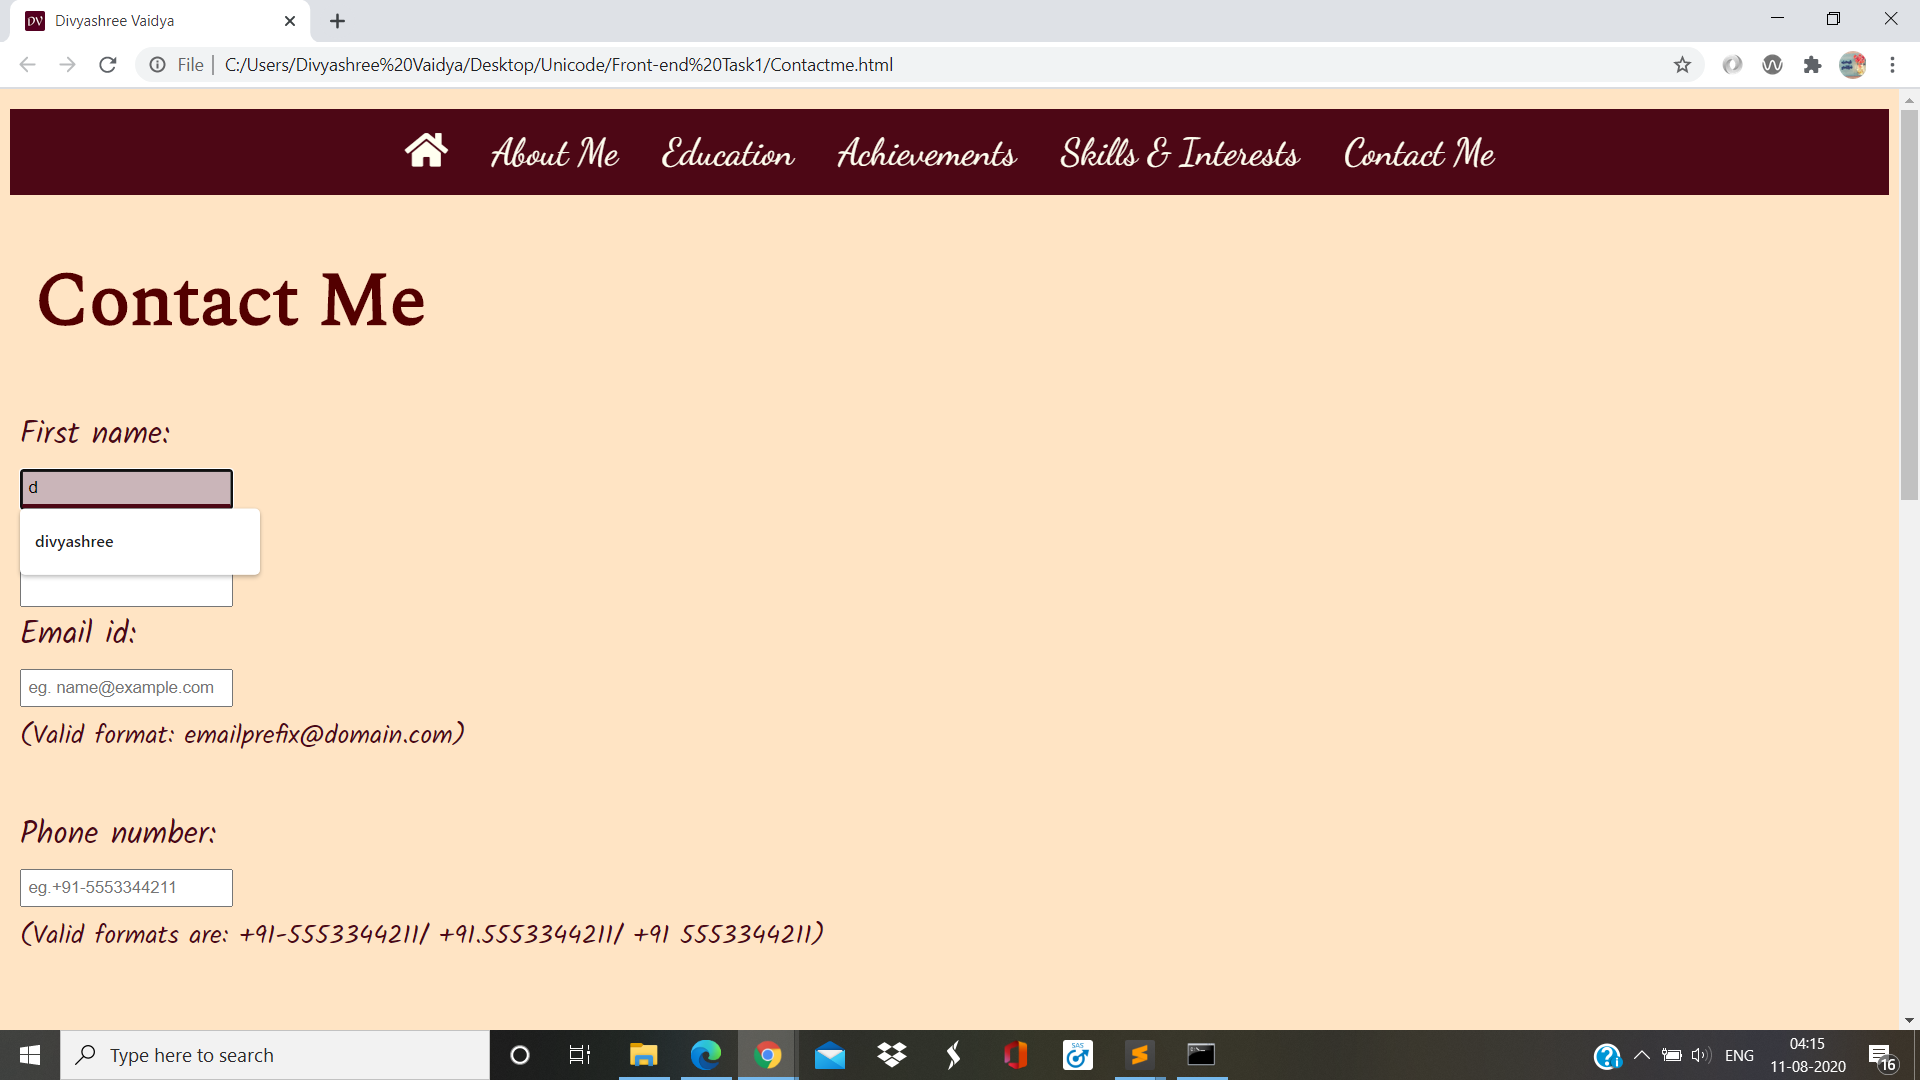 DV Divyashree Vaidya
File | C:/Users/Divyashree%20Vaidya/Desktop/Unicode/Front-end%20Task1/Contactme.html
About Me Education Achievements Skills & Interests Contact Me
Contact Me
First name:
d
divyashree
Email id:
eg. name@example.com
(Valid format: emailprefix@domain.com)
Phone number:
eg.+91-5553344211
(Valid formats are: +91-5553344211/ +91.5553344211/ +91 5553344211)
Type here to search
SAS
ENG
04:15
11-08-2020
16